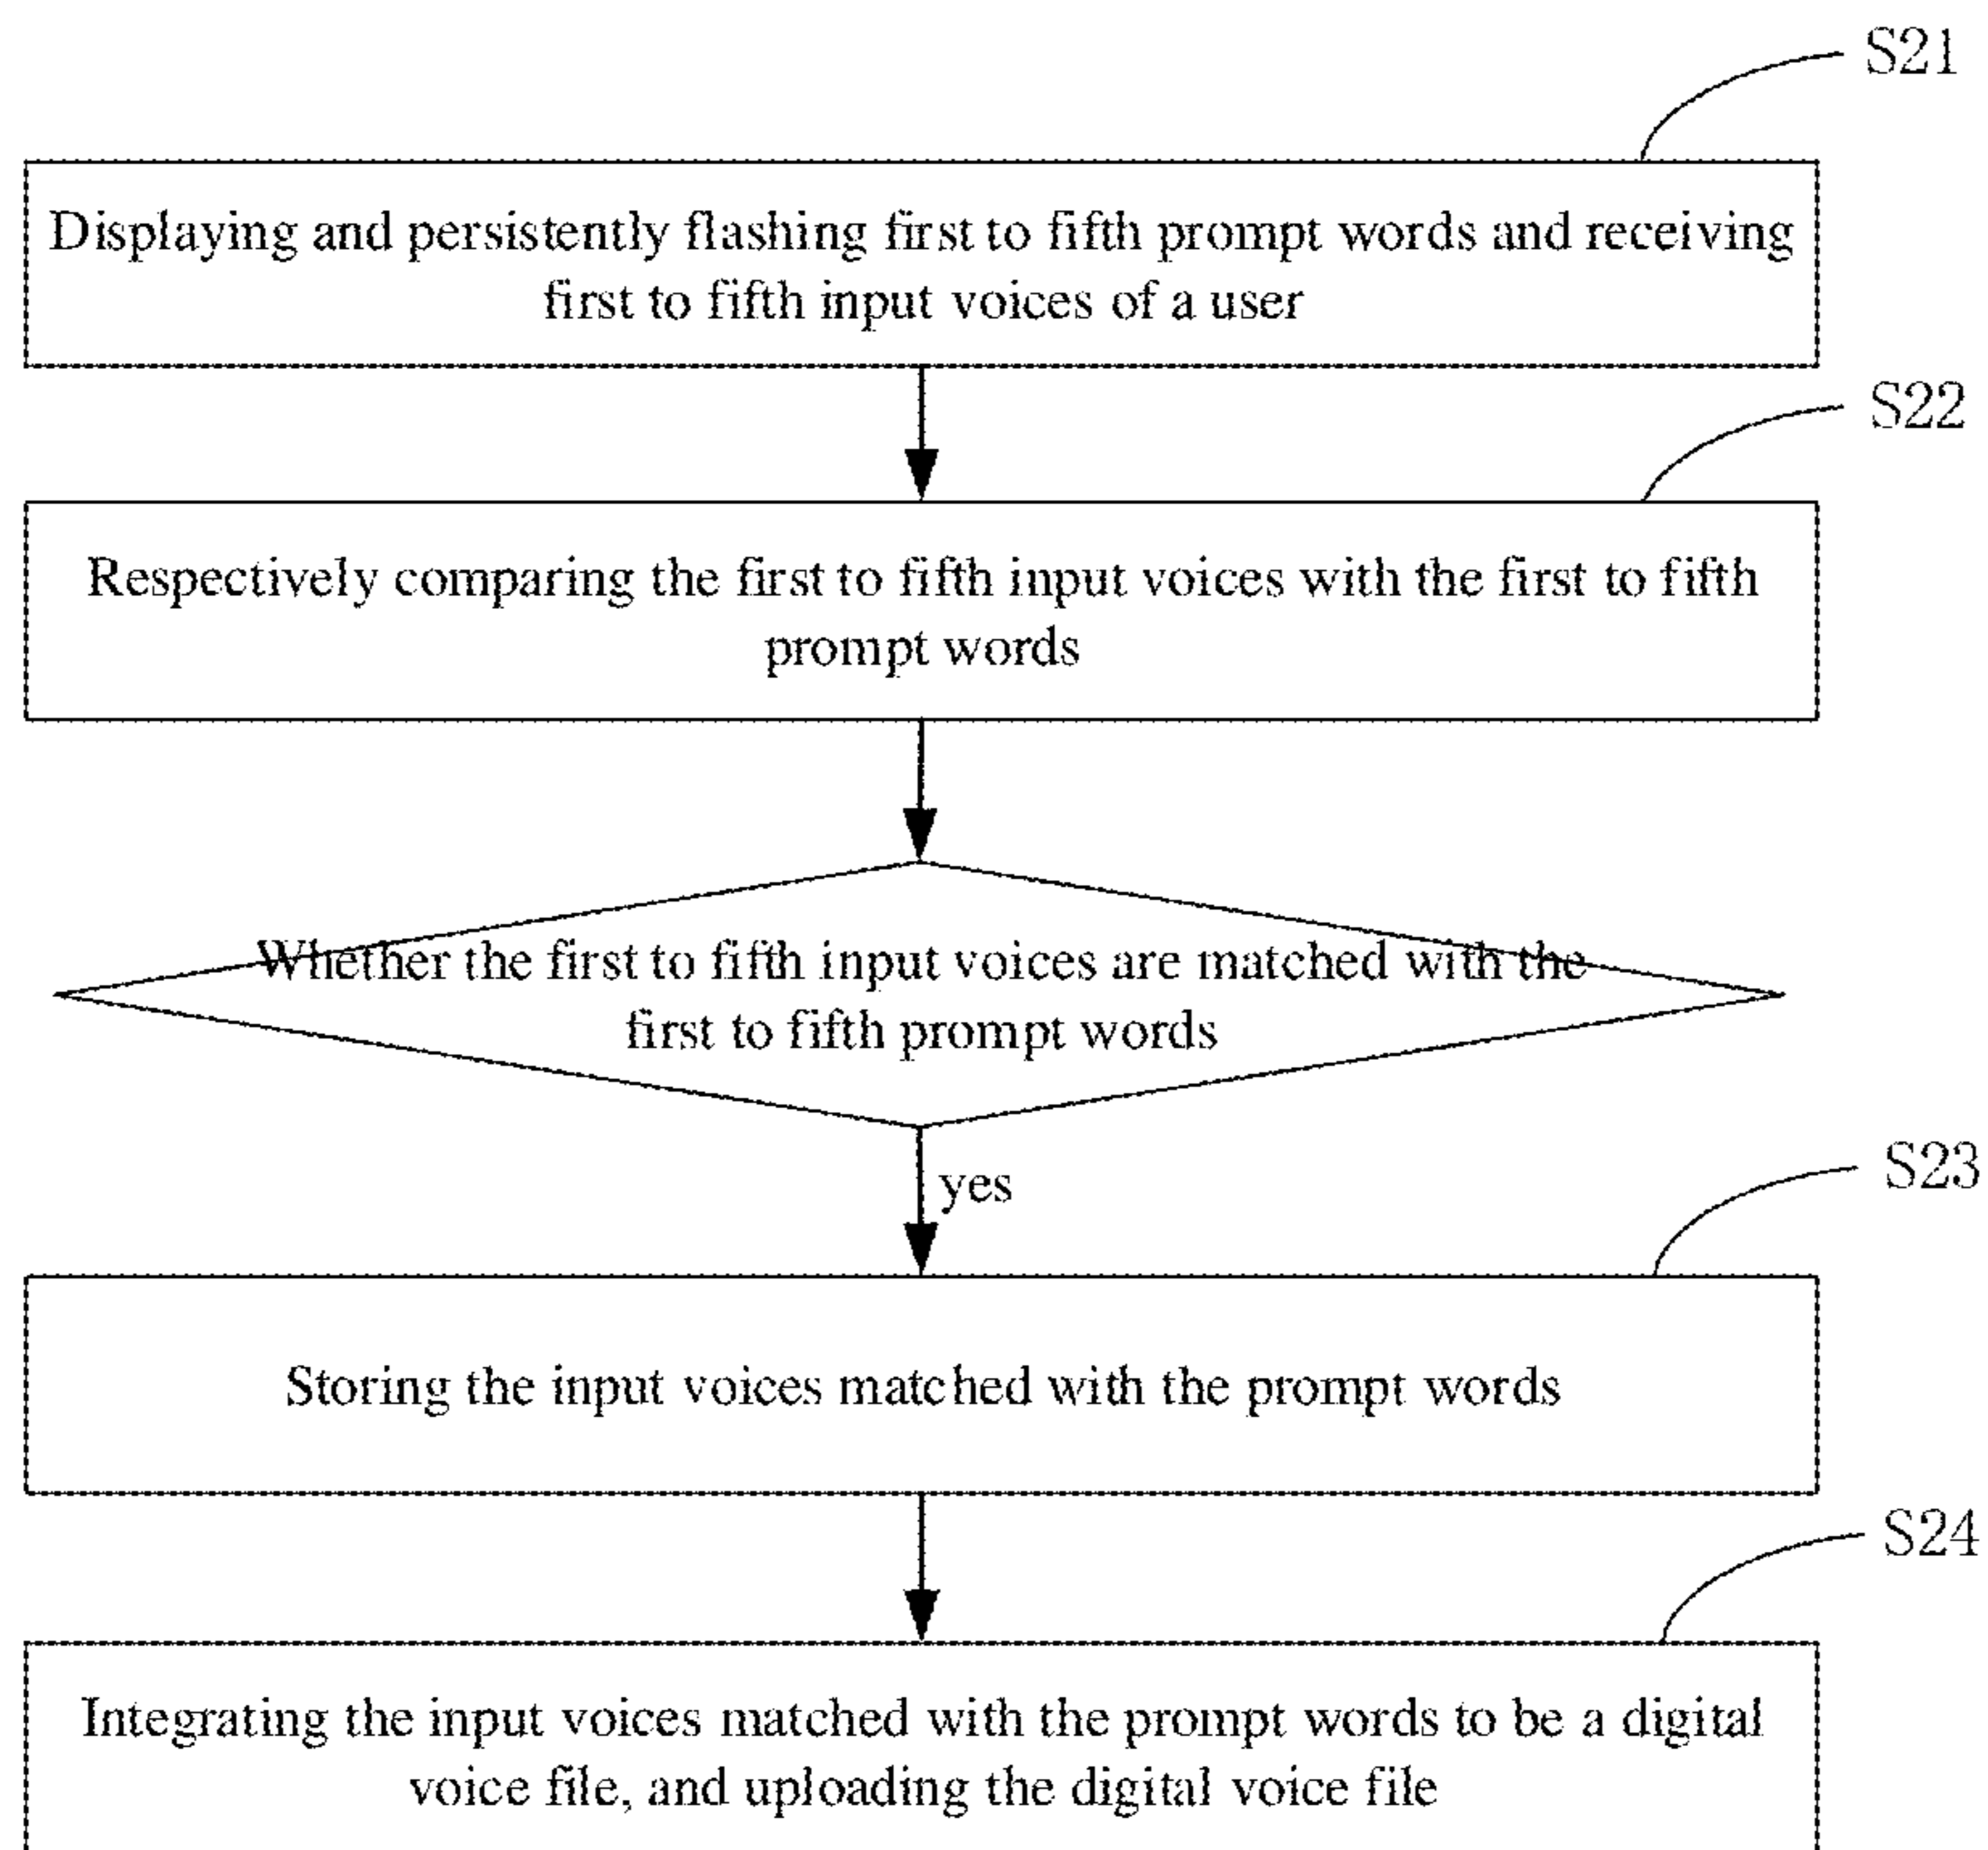 S21
Displaying and persistently flashing first to fifth prompt words and receiving
first to fifth input voices of a user
S22
Respectively comparing the first to fifth input voices with the first to fifth
prompt words
Whether the first to fifth input voices are matched with the
first to fifth prompt words
yes
S23
Storing the input voices matched with the prompt words
S24
Integrating the input voices matched with the prompt words to be a digital
voice file, and uploading the digital voice file